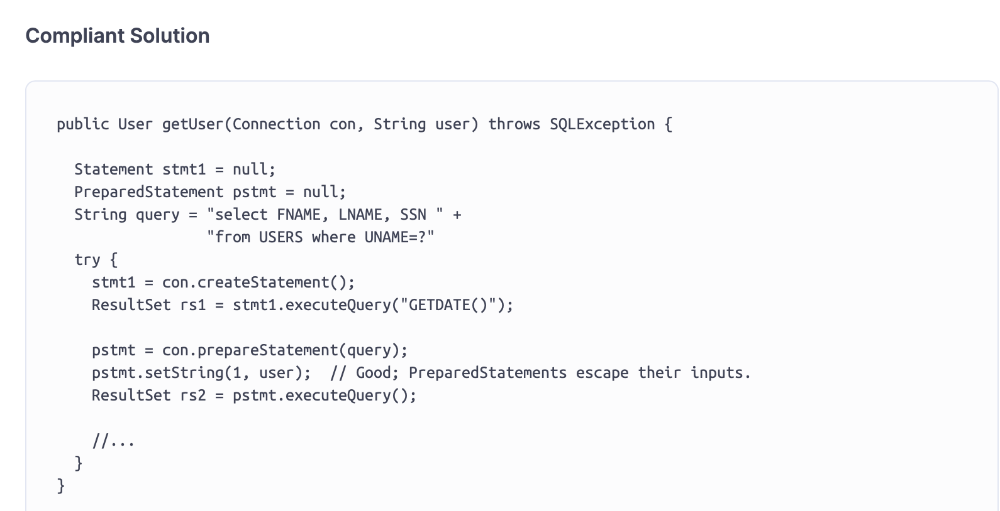 Compliant Solution
public User getUser(Connection con, String user) throws SQLException {
  Statement stmt1 = null;
  PreparedStatement pstmt = null;
  String query = "select FNAME, LNAME, SSN " +
                 "from USERS where UNAME=?"
  try {
    stmt1 = con.createStatement();
    ResultSet rs1 = stmt1.executeQuery("GETDATE()");
    pstmt = con.prepareStatement(query);
    pstmt.setString(1, user);  // Good; PreparedStatements escape their inputs.
    ResultSet rs2 = pstmt.executeQuery();
    //...
  }
}